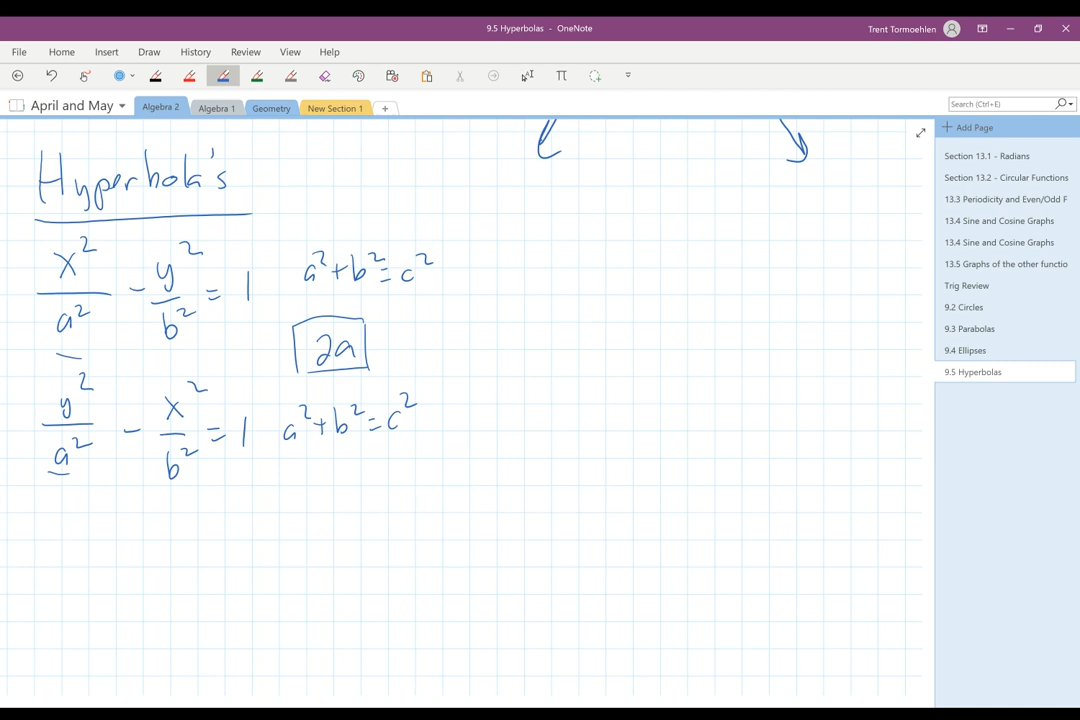 9.5 Hyperbolas - OneNote
Trent Tormoehlen
File Home Insert Draw History Review View Help
April and May
Algebra 2 Algebra 1 Geometry New Section 1 +
Search (Ctrl+E)
+ Add Page
Section 13.1 - Radians
Section 13.2 - Circular Functions
13.3 Periodicity and Even/Odd F
13.4 Sine and Cosine Graphs
13.4 Sine and Cosine Graphs
13.5 Graphs of the other functio
Trig Review
9.2 Circles
9.3 Parabolas
9.4 Ellipses
9.5 Hyperbolas
Hyperbola's
x²/a² - y²/b² = 1 a² + b² = c²
2a
y²/a² - x²/b² = 1 a² + b² = c²